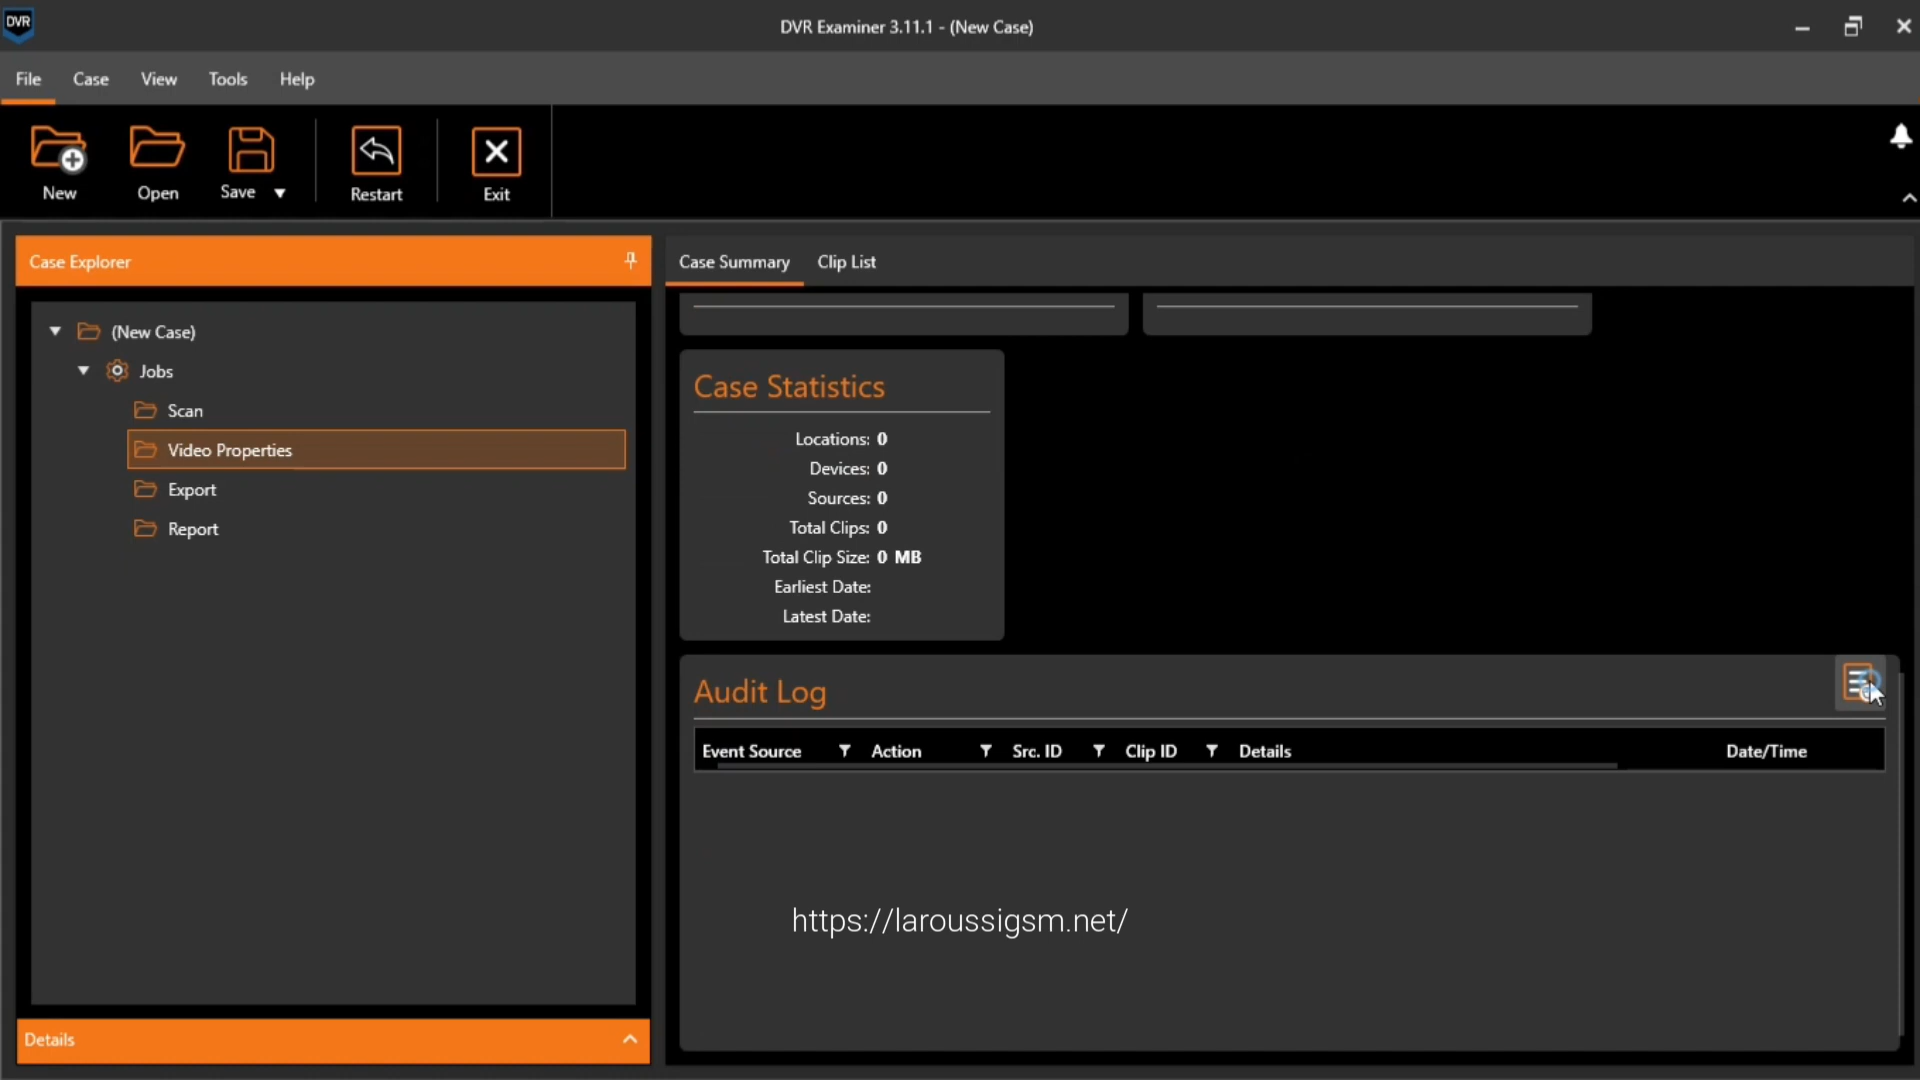 DVR
DVR Examiner 3.11.1 - (New Case)
File Case View Tools Help
New Open Save Restart Exit
Case Explorer
(New Case)
Jobs
Scan
Video Properties
Export
Report
Details
Case Summary Clip List
Case Statistics
Locations: 0
Devices: 0
Sources: 0
Total Clips: 0
Total Clip Size: 0 MB
Earliest Date:
Latest Date:
Audit Log
Event Source Action Src. ID Clip ID Details Date/Time
https://laroussigsm.net/